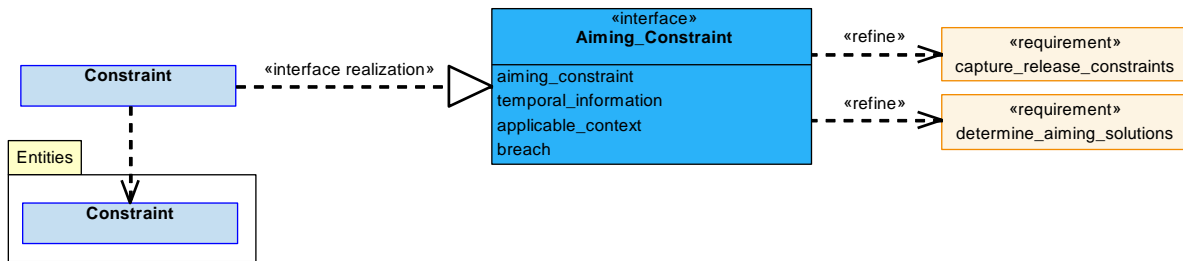 «interface»
Aiming_Constraint
aiming_constraint
temporal_information
applicable_context
breach
Constraint
«interface realization»
«refine»
«requirement»
capture_release_constraints
«refine»
«requirement»
determine_aiming_solutions
Entities
Constraint